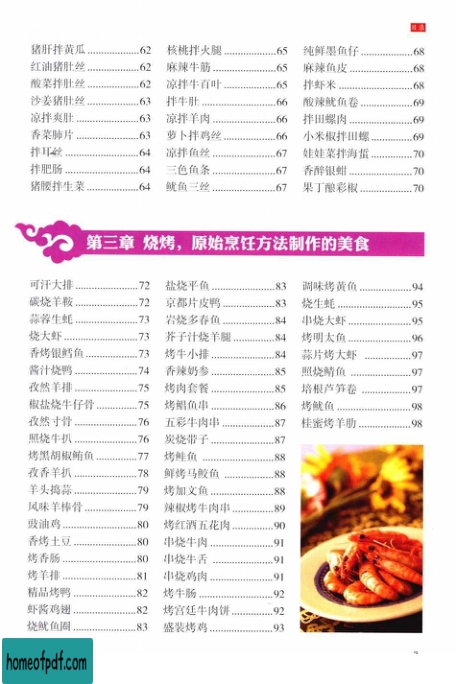 目录
猪肝拌黄瓜................62
红油猪肚丝................62
酸菜拌肚丝................62
沙姜猪肚丝................63
凉拌爽肚................63
香菜肺片................63
拌耳丝................64
拌肥肠................64
猪腰拌生菜................64
核桃拌火腿................65
麻辣牛筋................65
凉拌牛百叶................65
拌牛肚................66
凉拌羊肉................66
萝卜拌鸡丝................66
凉拌鱼丝................67
三色鱼条................67
鱿鱼三丝................67
纯鲜墨鱼仔................68
麻辣鱼皮................68
拌虾米................68
酸辣鱿鱼卷................69
拌田螺肉................69
小米椒拌田螺................69
娃娃菜拌海蜇................70
香醉银蚶................70
果丁酿彩椒................70
第三章 烧烤，原始烹饪方法制作的美食
可汗大排................72
碳烧羊鞍................72
蒜蓉生蚝................73
烧大虾................73
香烤银鳕鱼................73
酱汁烧鸭................74
孜然羊排................75
椒盐烧牛仔骨................75
孜然寸骨................76
照烧牛扒................76
烤黑胡椒鲔鱼................77
孜香羊扒................78
羊头捣蒜................79
风味羊棒骨................79
豉油鸡................80
香烤土豆................80
烤香肠................80
烤羊排................81
精品烤鸭................82
虾酱鸡翅................82
烧鱿鱼圈................83
盐烧平鱼................83
京都片皮鸭................83
岩烧多春鱼................84
芥子汁烧羊腿................84
烤牛小排................84
香辣奶参................85
烤肉套餐................85
烤鲳鱼串................86
五彩牛肉串................87
炭烧带子................87
烤鲑鱼................88
鲜烤马鲛鱼................88
烤加文鱼................88
辣椒烤牛肉串................89
烤红酒五花肉................90
串烧牛肉................91
串烧牛舌................91
串烧鸡肉................91
烤牛肠................92
烤宫廷牛肉饼................92
盛装烤鸡................93
调味烤黄鱼................94
烧生蚝................95
串烧大虾................95
烤明太鱼................96
蒜片烤大虾................97
照烧鲭鱼................97
培根芦笋卷................97
烤鱿鱼................98
桂蜜烤羊肋................98
homeofpdf.com